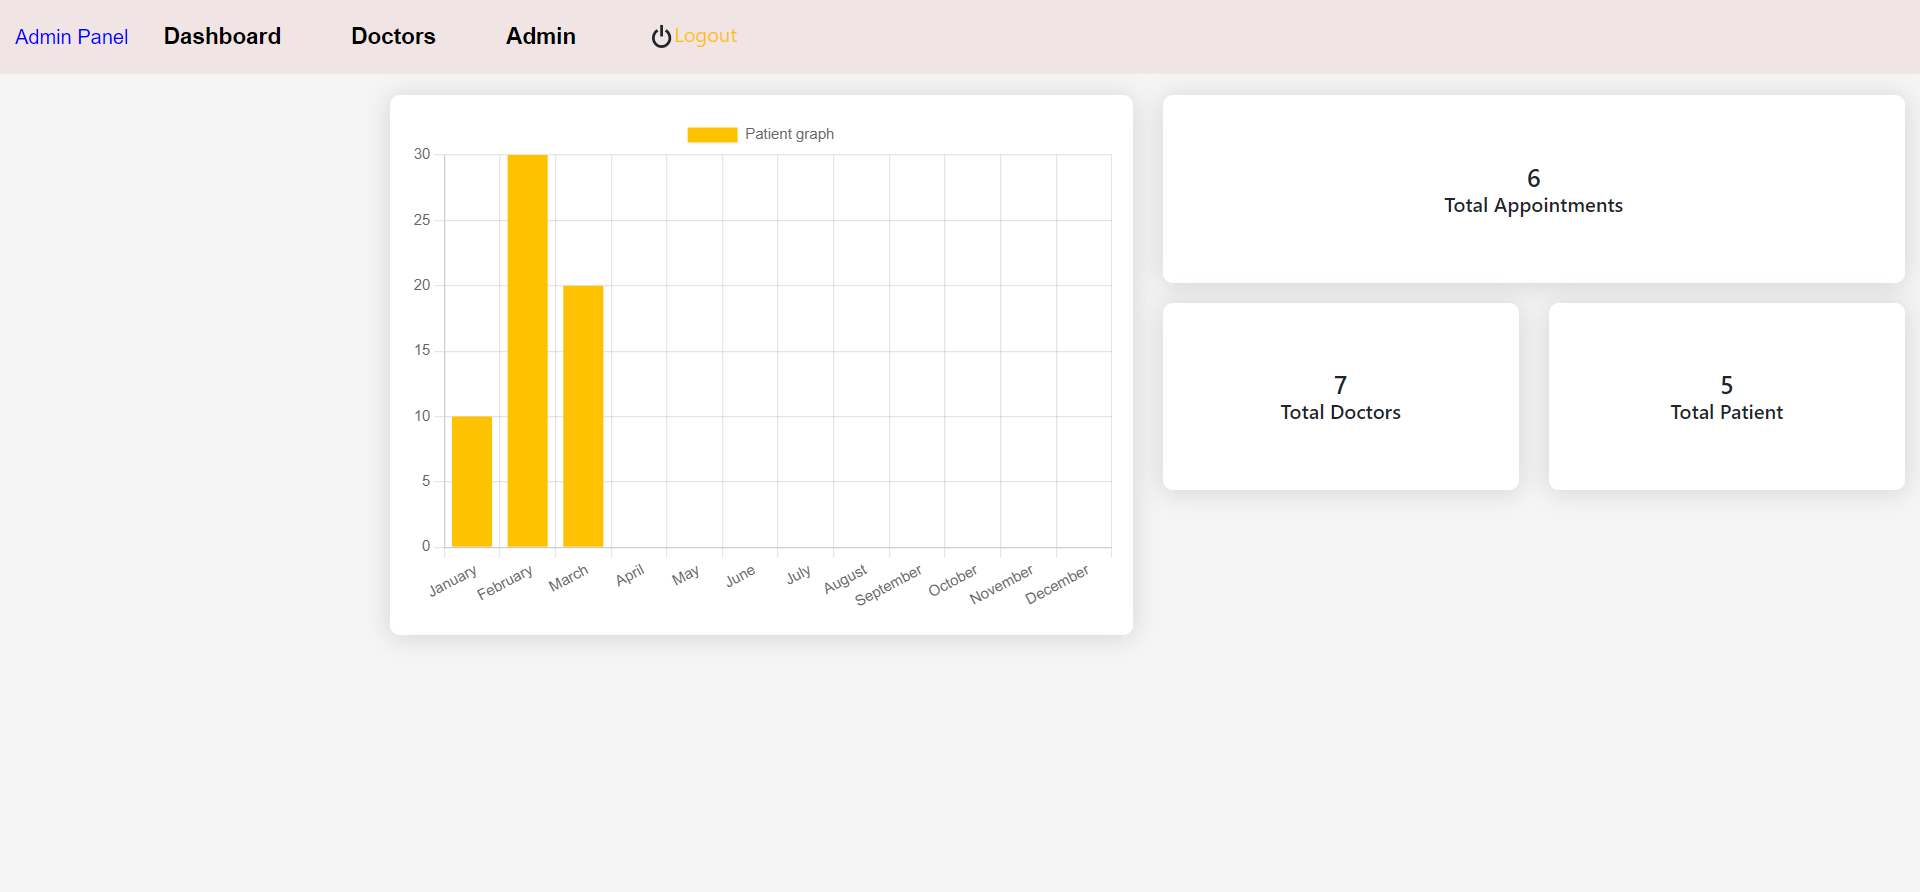 Admin Panel Dashboard Doctors Admin Logout
Patient graph
30
25
20
15
10
5
0
January February March April May June July August September October November December
6
Total Appointments
7
Total Doctors
5
Total Patient